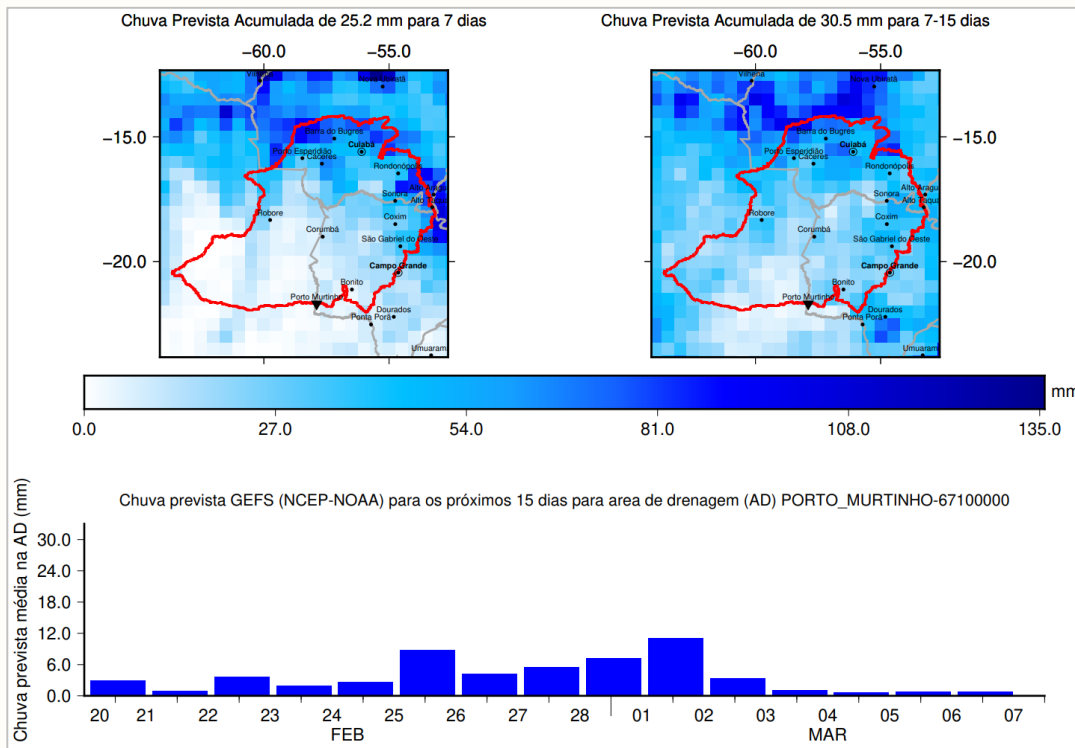 Chuva Prevista Acumulada de 25.2 mm para 7 dias
−60.0 −55.0
Vilhena
Nova Ubiratã
−15.0
Barra do Bugres
Cuiabá
Porto Esperidião
Cáceres
Rondonópolis
Alto Aragu
Sonora
Alto Taqua
Robore
Coxim
Corumbá
São Gabriel do Oeste
−20.0
Campo Grande
Bonito
Porto Murtinho
Dourados
Ponta Porã
Umuaram
Chuva Prevista Acumulada de 30.5 mm para 7-15 dias
−60.0 −55.0
Vilhena
Nova Ubiratã
−15.0
Barra do Bugres
Cuiabá
Porto Esperidião
Cáceres
Rondonópolis
Alto Aragu
Sonora
Alto Taqua
Robore
Coxim
Corumbá
São Gabriel do Oeste
−20.0
Campo Grande
Bonito
Porto Murtinho
Dourados
Ponta Porã
Umuaram
mm
0.0 27.0 54.0 81.0 108.0 135.0
Chuva prevista GEFS (NCEP-NOAA) para os próximos 15 dias para area de drenagem (AD) PORTO_MURTINHO-67100000
Chuva prevista média na AD (mm)
30.0
24.0
18.0
12.0
6.0
0.0
20 21 22 23 24 25 26 27 28 01 02 03 04 05 06 07
FEB MAR